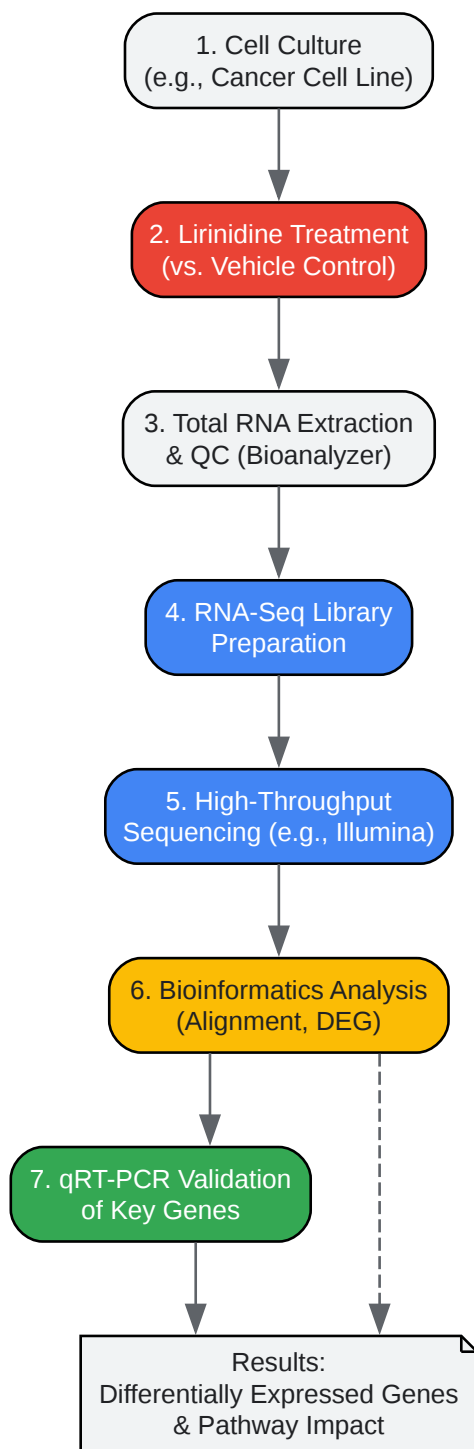 1. Cell Culture
(e.g., Cancer Cell Line)
2. Lirinidine Treatment
(vs. Vehicle Control)
3. Total RNA Extraction
& QC (Bioanalyzer)
4. RNA-Seq Library
Preparation
5. High-Throughput
Sequencing (e.g., Illumina)
6. Bioinformatics Analysis
(Alignment, DEG)
7. qRT-PCR Validation
of Key Genes
Results:
Differentially Expressed Genes
& Pathway Impact